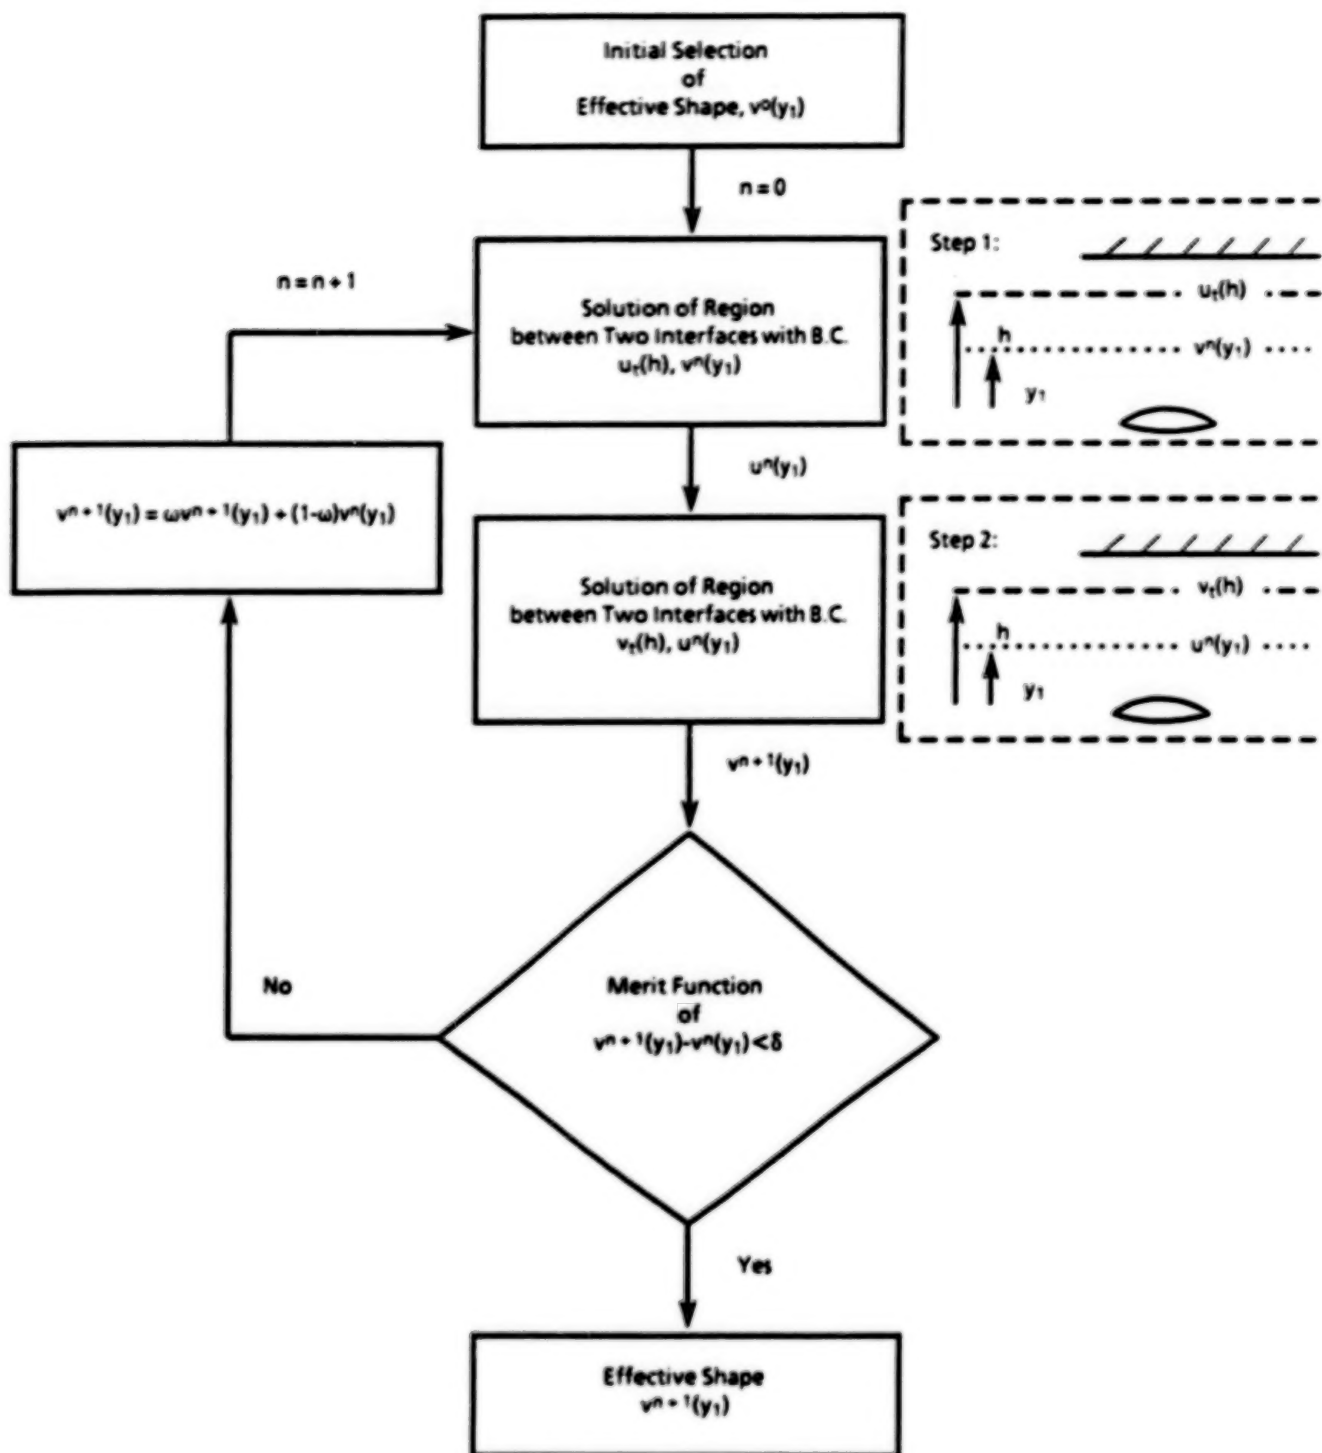 Initial Selection
of
Effective Shape, v⁰(y₁)
n = 0
n = n + 1
Solution of Region
between Two Interfaces with B.C.
uₜ(h), vⁿ(y₁)
Step 1:
uₜ(h)
h
vⁿ(y₁)
y₁
uⁿ(y₁)
vⁿ⁺¹(y₁) = ωvⁿ⁺¹(y₁) + (1-ω)vⁿ(y₁)
Solution of Region
between Two Interfaces with B.C.
vₜ(h), uⁿ(y₁)
Step 2:
vₜ(h)
h
uⁿ(y₁)
y₁
vⁿ⁺¹(y₁)
No
Merit Function
of
vⁿ⁺¹(y₁)-vⁿ(y₁) < δ
Yes
Effective Shape
vⁿ⁺¹(y₁)